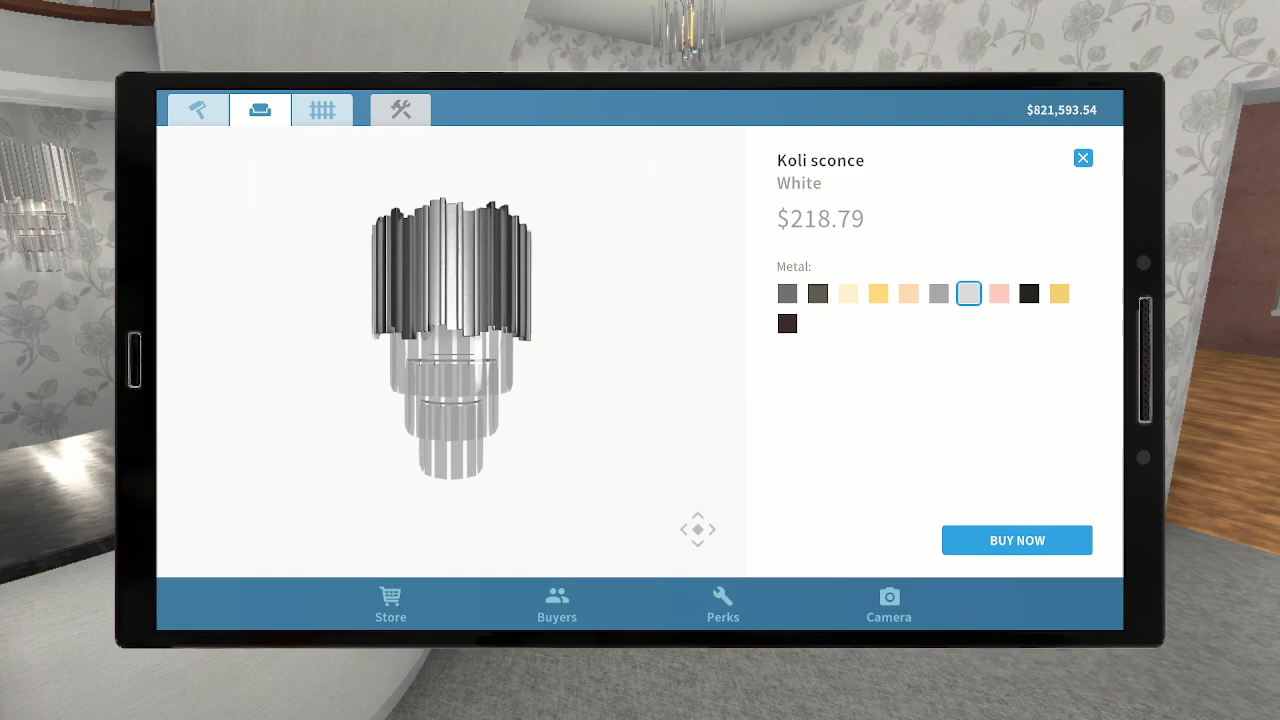 $821,593.54
Koli sconce
White
$218.79
Metal:
BUY NOW
Store
Buyers
Perks
Camera